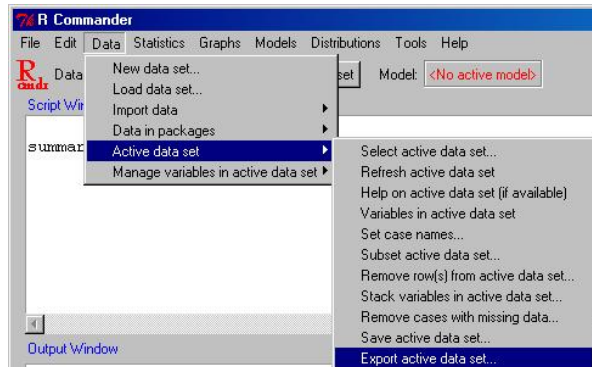 R Commander
File Edit Data Statistics Graphs Models Distributions Tools Help
R cmdr Data set Model: <No active model>
New data set...
Load data set...
Import data
Data in packages
Active data set
Manage variables in active data set
Select active data set...
Refresh active data set
Help on active data set (if available)
Variables in active data set
Set case names...
Subset active data set...
Remove row(s) from active data set...
Stack variables in active data set...
Remove cases with missing data...
Save active data set...
Export active data set...
Script Wir
summar
Output Window